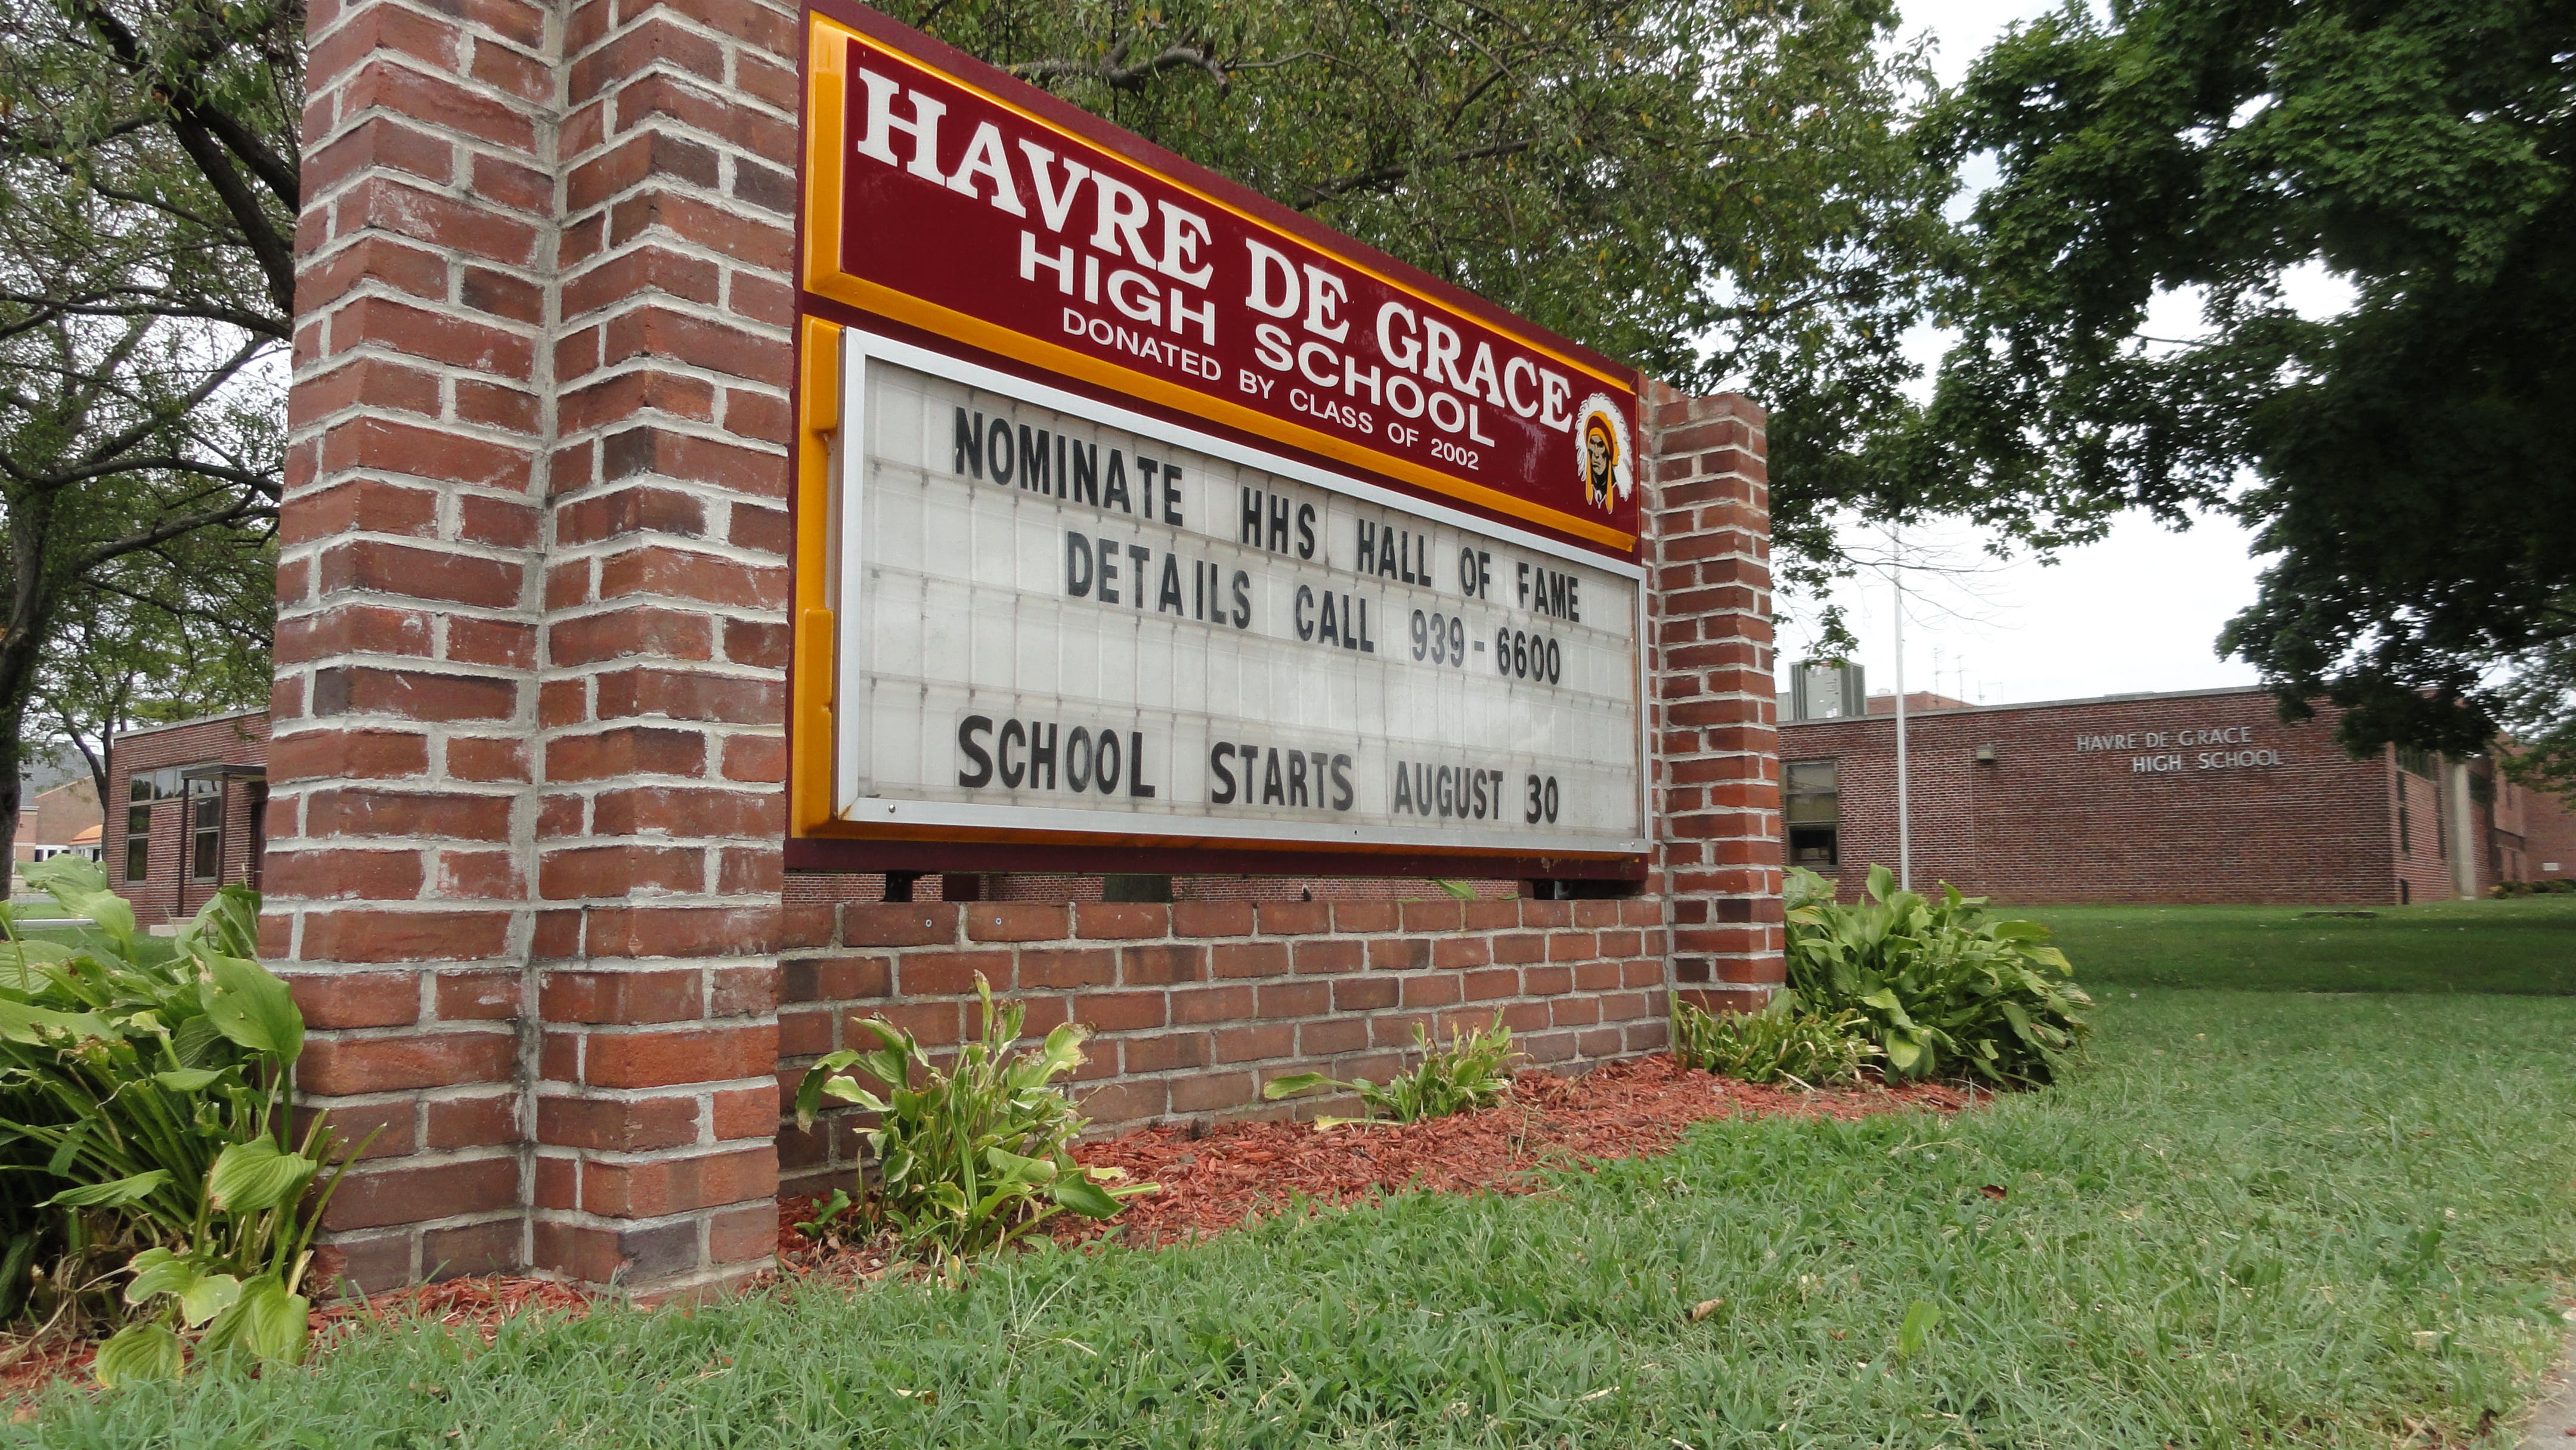 HAVRE DE GRACE
HIGH SCHOOL
DONATED BY CLASS OF 2002
NOMINATE HHS HALL OF FAME
DETAILS CALL 939-6600
SCHOOL STARTS AUGUST 30
HAVRE DE GRACE
HIGH SCHOOL